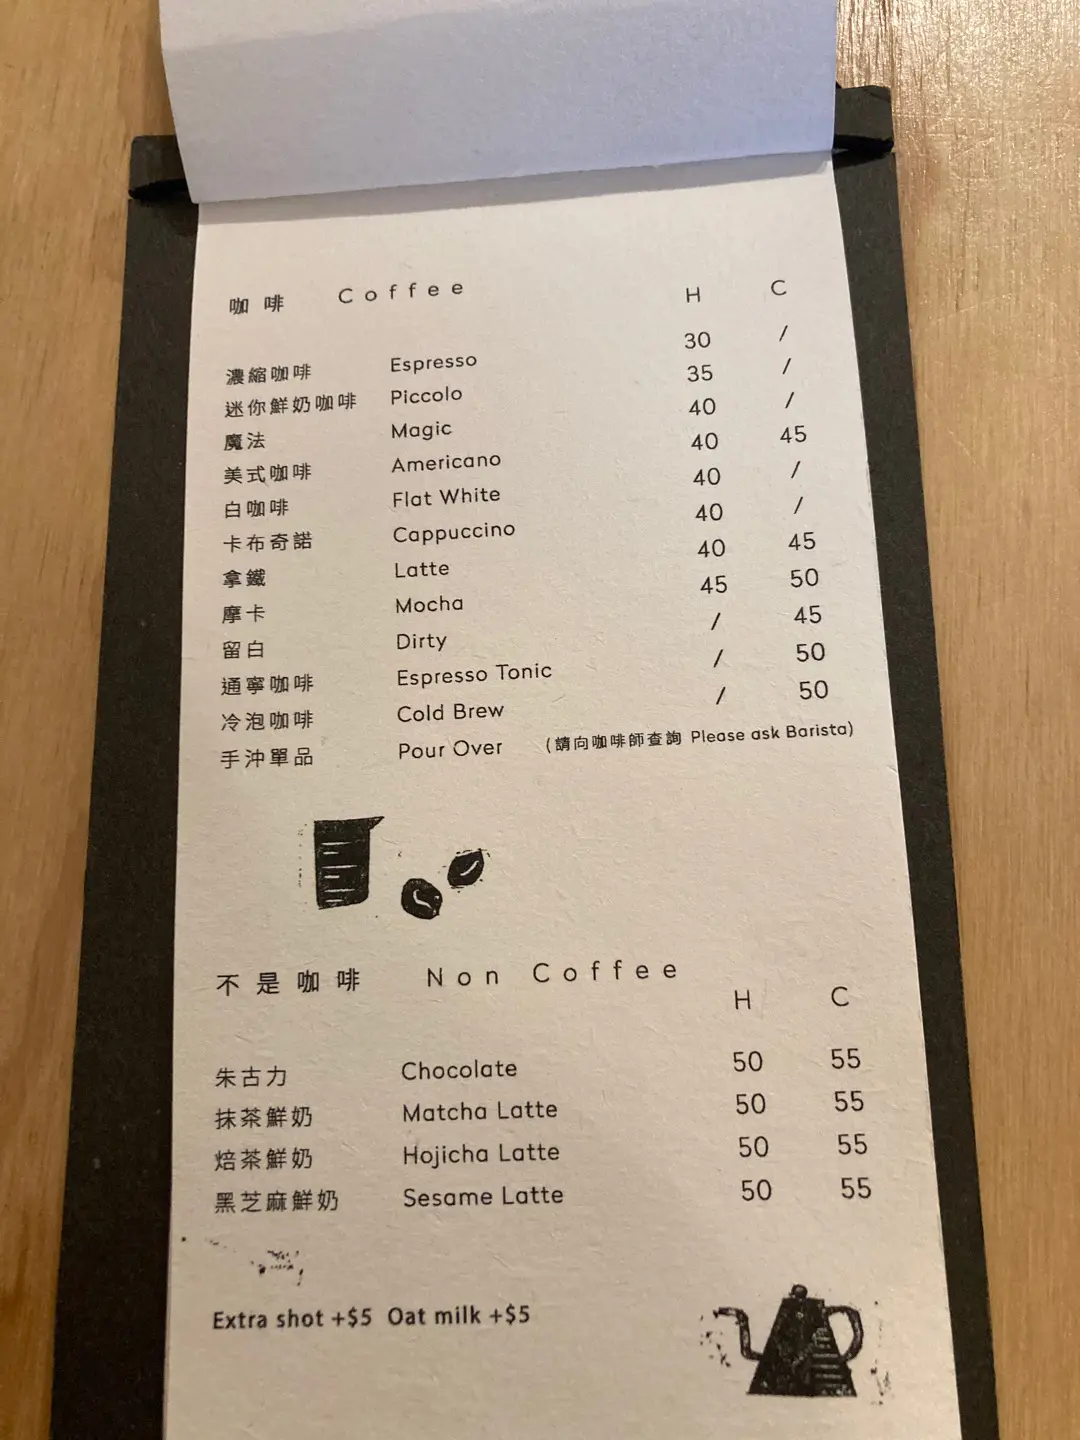 咖啡 Coffee H C
濃縮咖啡 Espresso 30 /
迷你鮮奶咖啡 Piccolo 35 /
魔法 Magic 40 /
美式咖啡 Americano 40 45
白咖啡 Flat White 40 /
卡布奇諾 Cappuccino 40 /
拿鐵 Latte 40 45
摩卡 Mocha 45 50
留白 Dirty / 45
通寧咖啡 Espresso Tonic / 50
冷泡咖啡 Cold Brew / 50
手沖單品 Pour Over (請向咖啡師查詢 Please ask Barista)
不是咖啡 Non Coffee H C
朱古力 Chocolate 50 55
抹茶鮮奶 Matcha Latte 50 55
焙茶鮮奶 Hojicha Latte 50 55
黑芝麻鮮奶 Sesame Latte 50 55
Extra shot +$5 Oat milk +$5